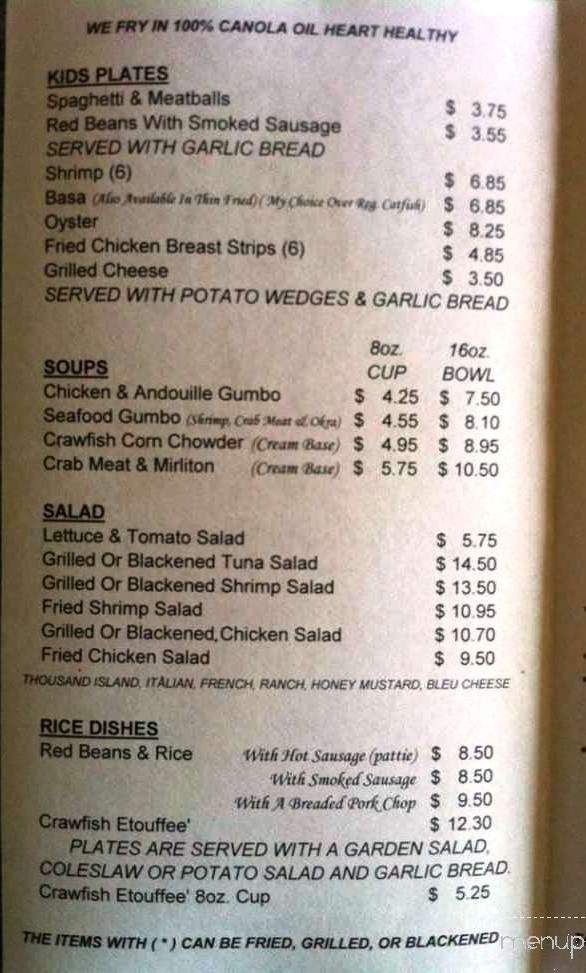 WE FRY IN 100% CANOLA OIL HEART HEALTHY
KIDS PLATES
Spaghetti & Meatballs $ 3.75
Red Beans With Smoked Sausage $ 3.55
SERVED WITH GARLIC BREAD
Shrimp (6) $ 6.85
Basa (Also Available In Thin Fried) ( My Choice Over Reg. Catfish) $ 6.85
Oyster $ 8.25
Fried Chicken Breast Strips (6) $ 4.85
Grilled Cheese $ 3.50
SERVED WITH POTATO WEDGES & GARLIC BREAD
8oz. 16oz.
SOUPS CUP BOWL
Chicken & Andouille Gumbo $ 4.25 $ 7.50
Seafood Gumbo (Shrimp, Crab Meat & Okra) $ 4.55 $ 8.10
Crawfish Corn Chowder (Cream Base) $ 4.95 $ 8.95
Crab Meat & Mirliton (Cream Base) $ 5.75 $ 10.50
SALAD
Lettuce & Tomato Salad $ 5.75
Grilled Or Blackened Tuna Salad $ 14.50
Grilled Or Blackened Shrimp Salad $ 13.50
Fried Shrimp Salad $ 10.95
Grilled Or Blackened, Chicken Salad $ 10.70
Fried Chicken Salad $ 9.50
THOUSAND ISLAND, ITALIAN, FRENCH, RANCH, HONEY MUSTARD, BLEU CHEESE
RICE DISHES
Red Beans & Rice With Hot Sausage (pattie) $ 8.50
With Smoked Sausage $ 8.50
With A Breaded Pork Chop $ 9.50
Crawfish Etouffee' $ 12.30
PLATES ARE SERVED WITH A GARDEN SALAD,
COLESLAW OR POTATO SALAD AND GARLIC BREAD.
Crawfish Etouffee' 8oz. Cup $ 5.25
THE ITEMS WITH ( * ) CAN BE FRIED, GRILLED, OR BLACKENED
menup